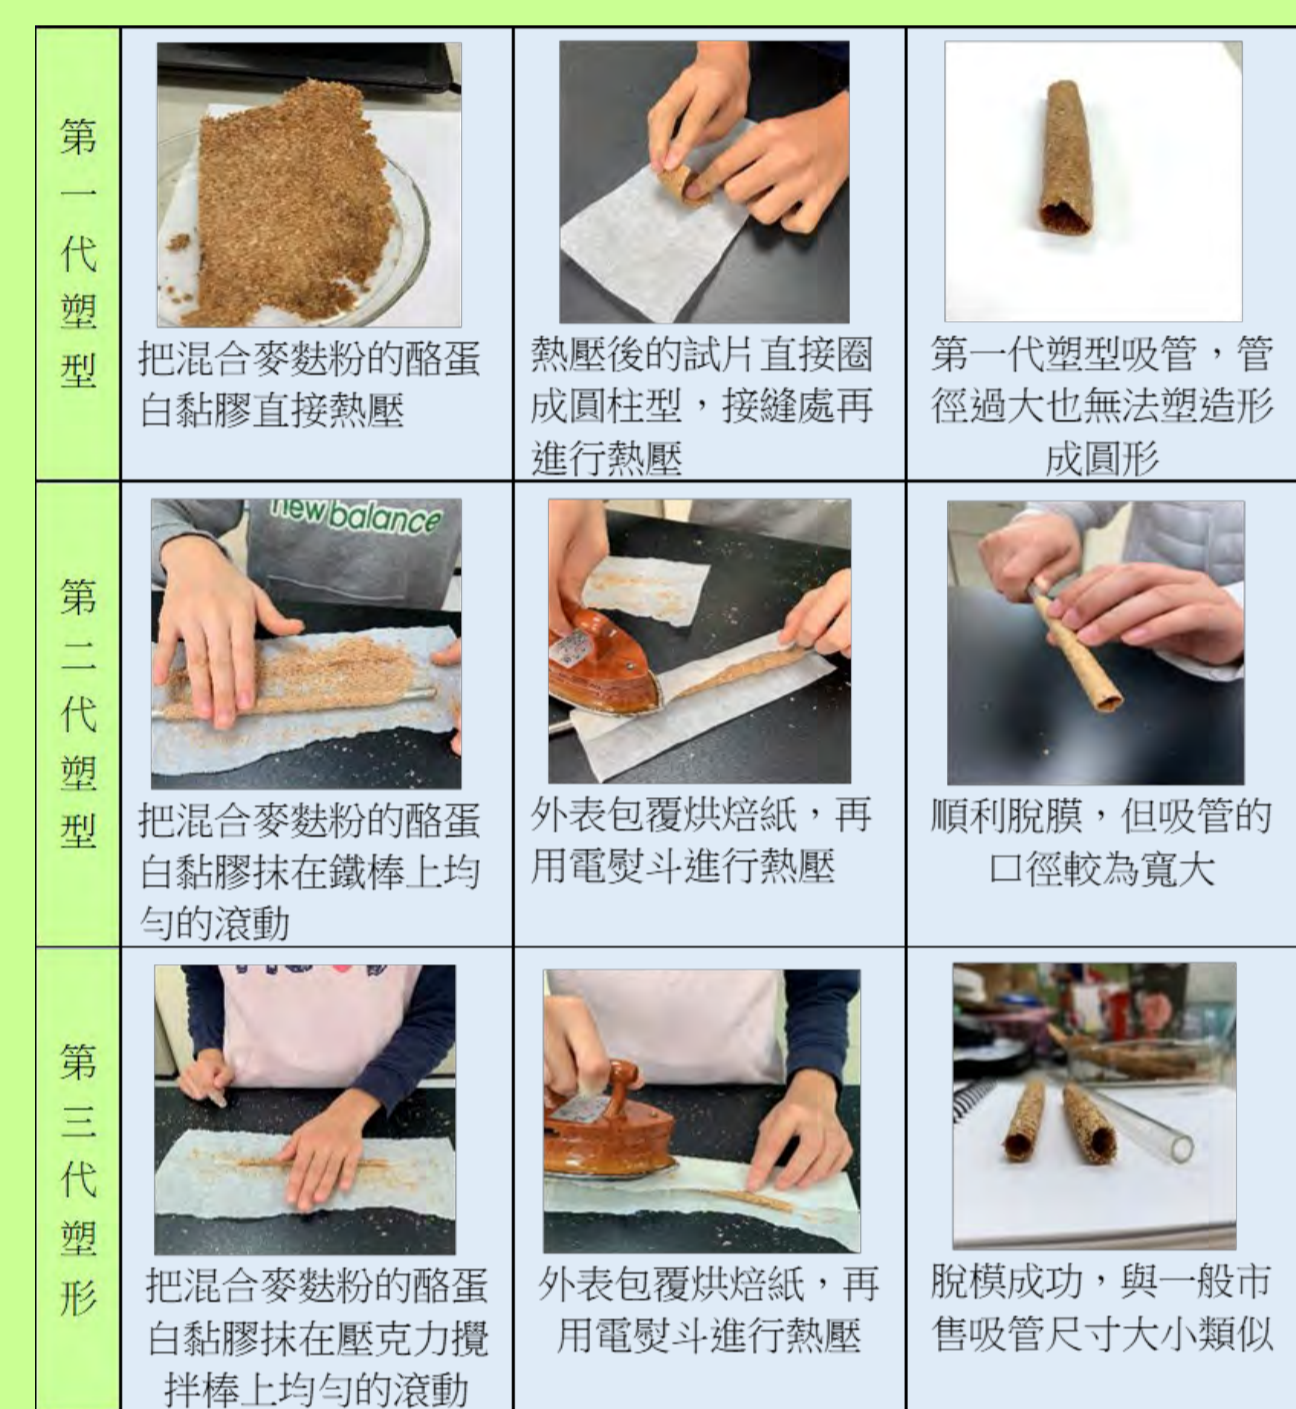 第一代塑型
把混合麥麩粉的酪蛋
白黏膠直接熱壓
熱壓後的試片直接圈
成圓柱型，接縫處再
進行熱壓
第一代塑型吸管，管
徑過大也無法塑造形
成圓形
第二代塑型
new balance
把混合麥麩粉的酪蛋
白黏膠抹在鐵棒上均
勻的滾動
外表包覆烘焙紙，再
用電熨斗進行熱壓
順利脫膜，但吸管的
口徑較為寬大
第三代塑形
把混合麥麩粉的酪蛋
白黏膠抹在壓克力攪
拌棒上均勻的滾動
外表包覆烘焙紙，再
用電熨斗進行熱壓
脫模成功，與一般市
售吸管尺寸大小類似